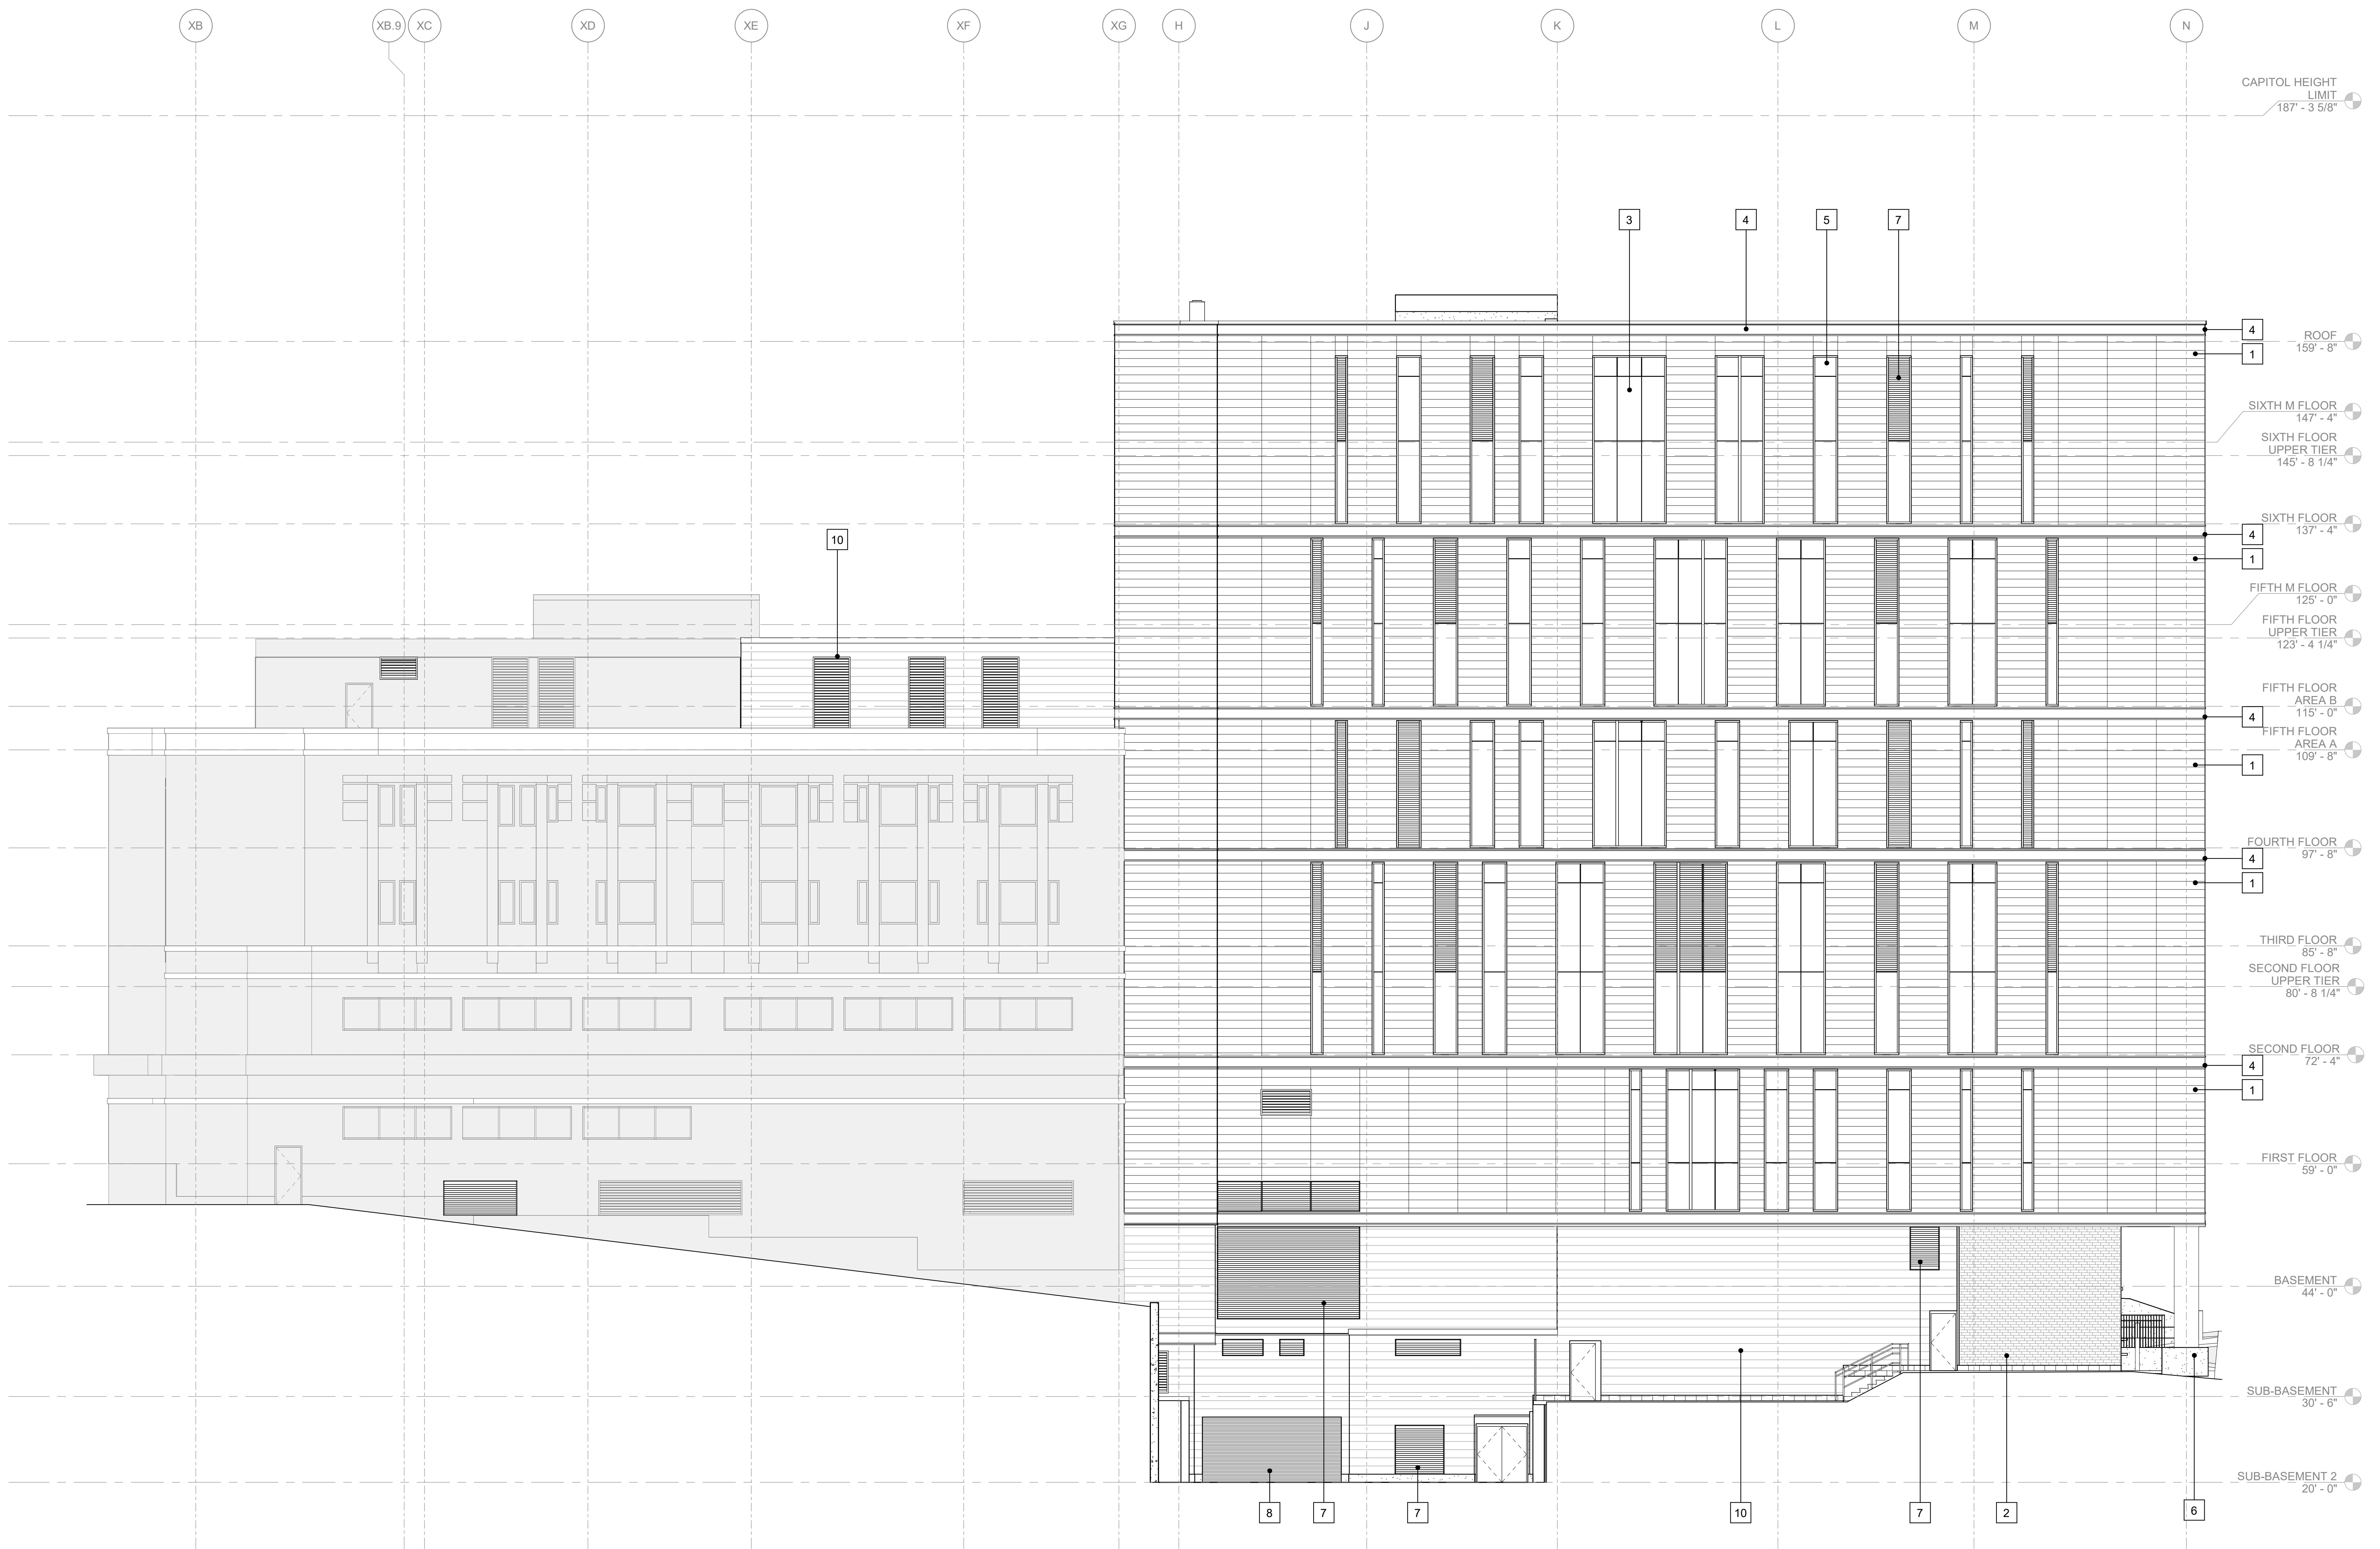 XB
XB.9
XC
XD
XE
XF
XG
H
J
K
L
M
N
CAPITOL HEIGHT
LIMIT
187' - 3 5/8"
3
4
5
7
4
ROOF
159' - 8"
1
SIXTH M FLOOR
147' - 4"
SIXTH FLOOR
UPPER TIER
145' - 8 1/4"
SIXTH FLOOR
137' - 4"
4
10
1
FIFTH M FLOOR
125' - 0"
FIFTH FLOOR
UPPER TIER
123' - 4 1/4"
FIFTH FLOOR
AREA B
115' - 0"
4
FIFTH FLOOR
AREA A
109' - 8"
1
FOURTH FLOOR
97' - 8"
4
1
THIRD FLOOR
85' - 8"
SECOND FLOOR
UPPER TIER
80' - 8 1/4"
SECOND FLOOR
72' - 4"
4
1
FIRST FLOOR
59' - 0"
BASEMENT
44' - 0"
SUB-BASEMENT
30' - 6"
SUB-BASEMENT 2
20' - 0"
8
7
7
10
7
2
6